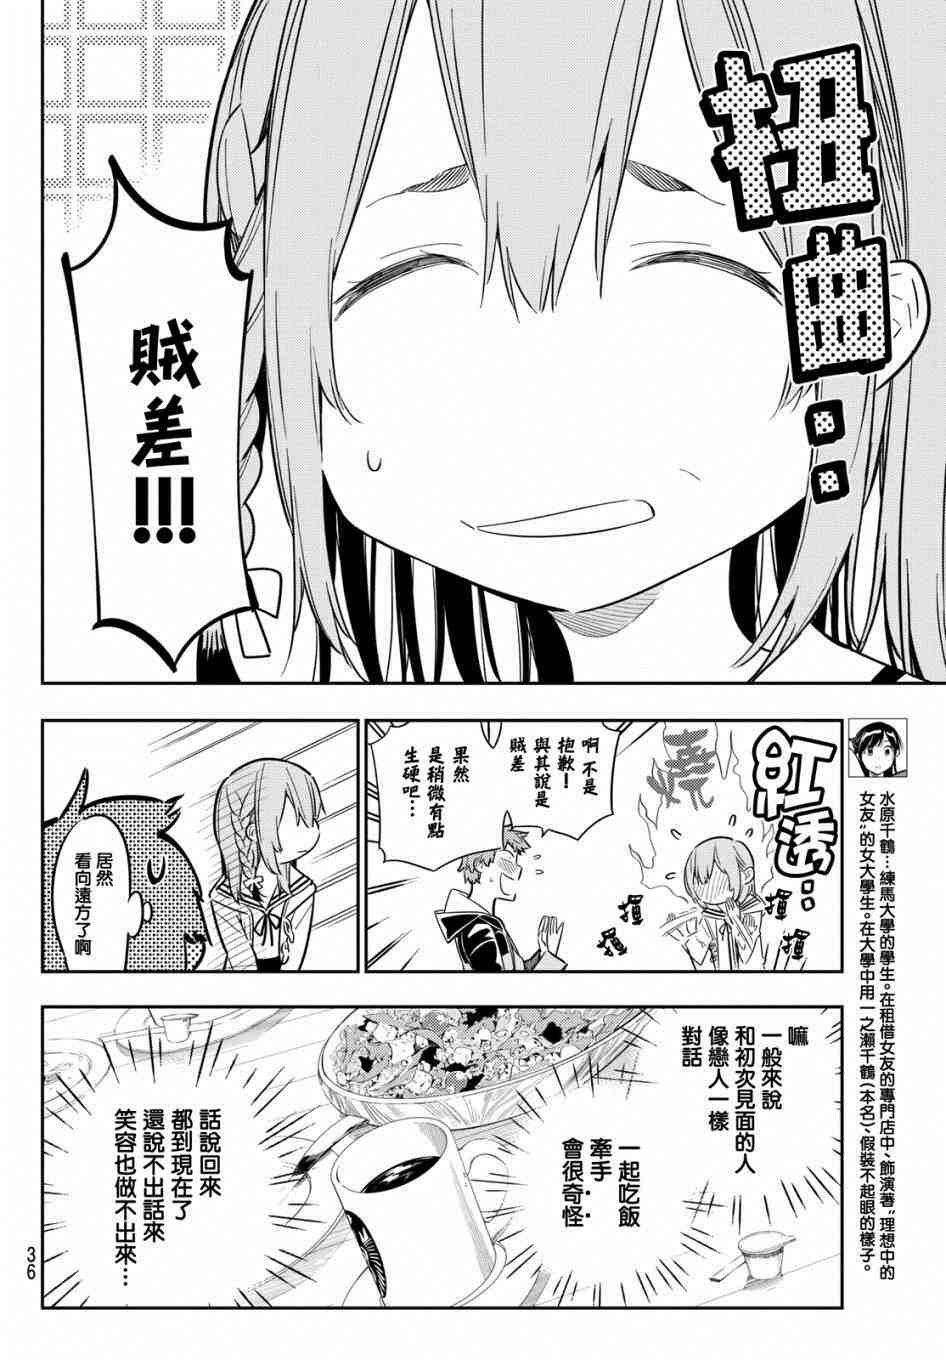 扭曲...
賊差!!!
水原千鶴…練馬大學的學生。在租借女友的專門店中、飾演著“理想中的
女友”的女大學生。在大學中用一之瀨千鶴(本名)、假裝不起眼的樣子。
紅透...
啊 不是
抱歉!
與其說是
賊差
果然
是稍微有點
生硬吧…
慌
揮
揮
揮
揮
居然
看向遠方了啊
嘛
一般來說
和初次見面的人
像戀人一樣
對話
一起吃飯
牽手...
會很奇怪
話說回來
都到現在了
還說不出話來
笑容也做不出來…
36